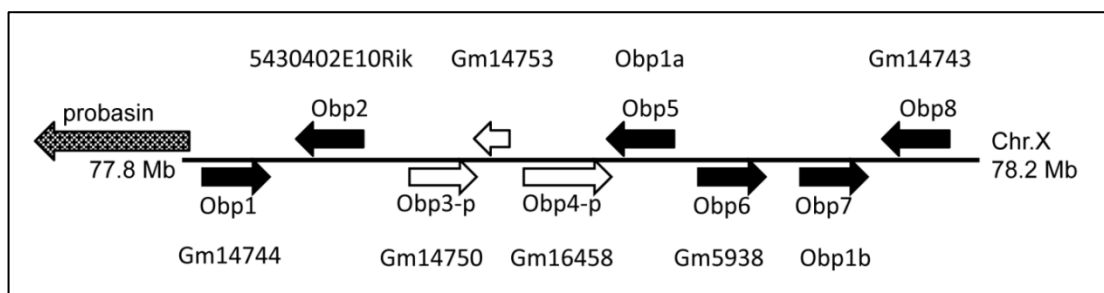 5430402E10Rik Gm14753 Obp1a Gm14743
probasin Obp2 Obp5 Obp8
77.8 Mb Chr.X
78.2 Mb
Obp1 Obp3-p Obp4-p Obp6 Obp7
Gm14744 Gm14750 Gm16458 Gm5938 Obp1b